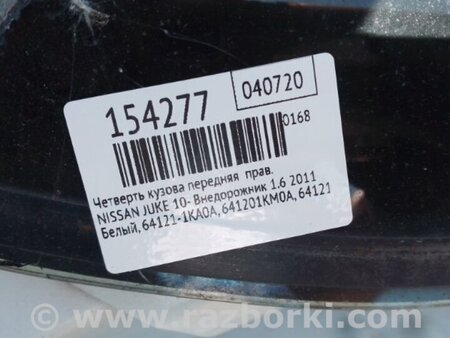 154277
040720
0168
Четверть кузова передняя прав.
NISSAN JUKE 10- Внедорожник 1.6 2011
Белый, 64121-1KA0A, 641201KM0A, 64121
www.razborki.com